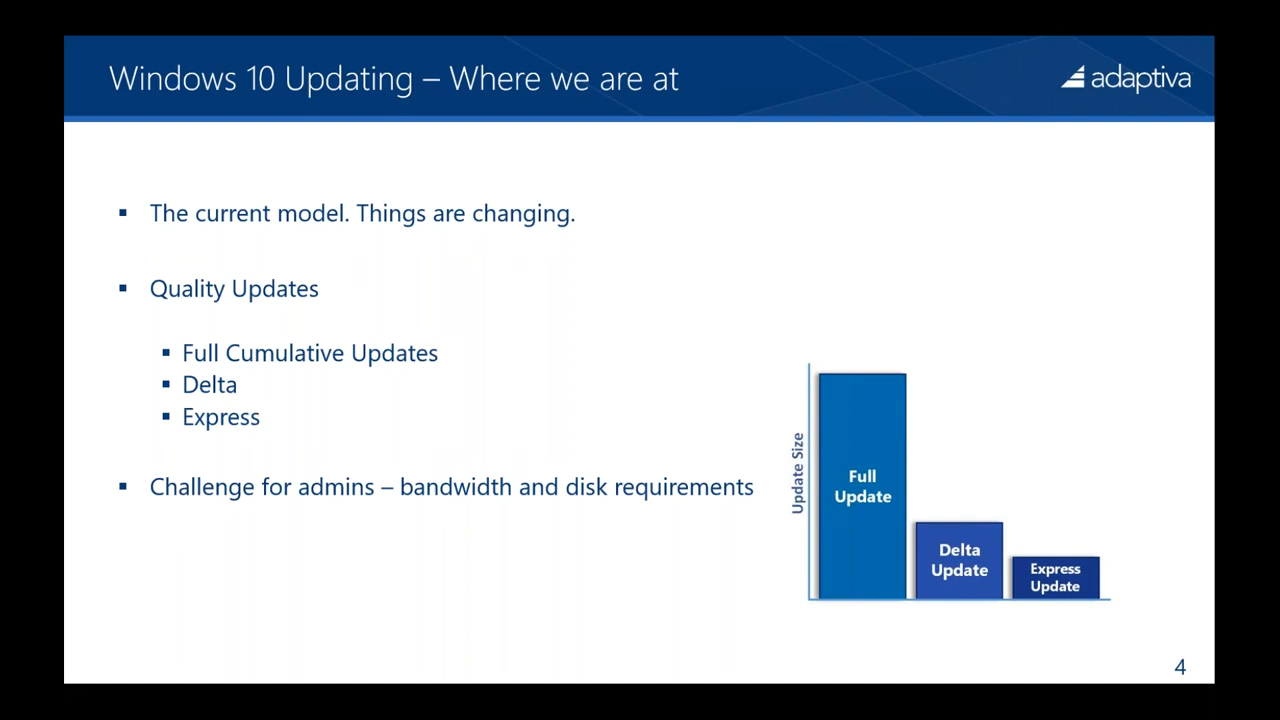 Windows 10 Updating – Where we are at
adaptiva
The current model. Things are changing.
Quality Updates
Full Cumulative Updates
Delta
Express
Challenge for admins – bandwidth and disk requirements
Update Size
Full
Update
Delta
Update
Express
Update
4